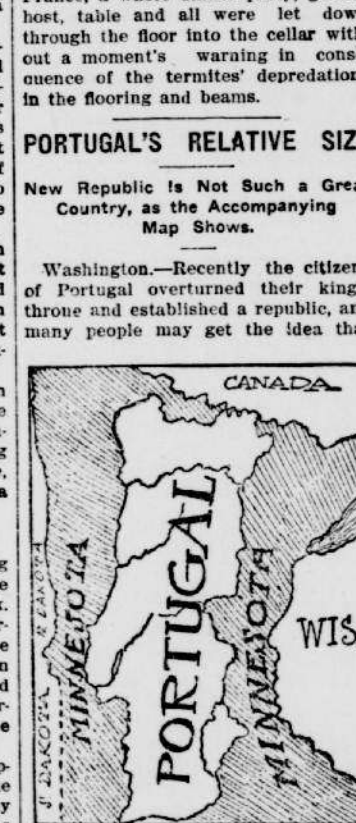 host, table and all were let dow
through the floor into the cellar with
out a moment's warning in cons
quence of the termites' depredation
in the flooring and beams.
PORTUGAL'S RELATIVE SIZ
New Republic Is Not Such a Grea
Country, as the Accompanying
Map Shows.
Washington.—Recently the citizen
of Portugal overturned their king
throne and established a republic, an
many people may get the idea tha
CANADA
MINNESOTA
N DAKOTA
S. DAKOTA
PORTUGAL
MINNESOTA
WIS